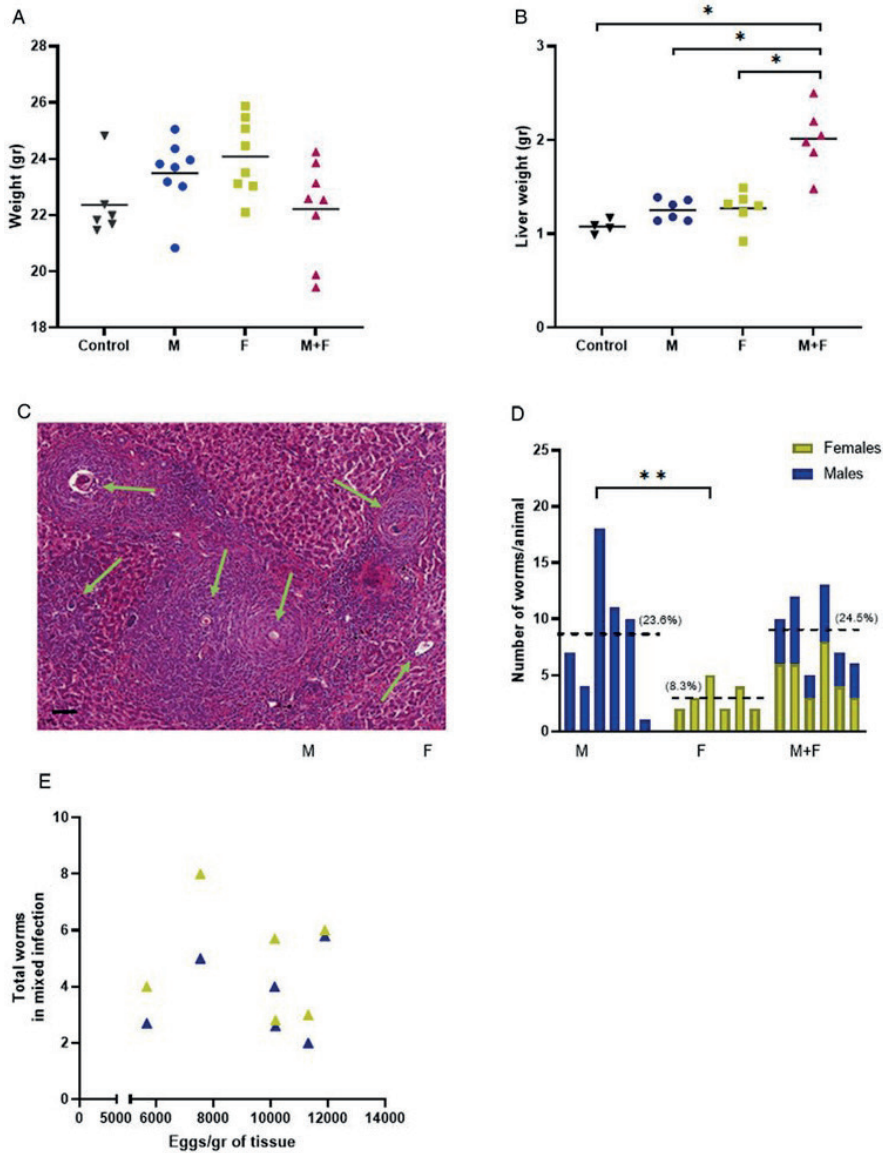 A
Weight (gr)
26
24
22
20
18
Control M F M+F
B
* 
*
*
Liver weight (gr)
3
2
1
0
Control M F M+F
C
M F
D
Number of worms/animal
25
20
15
10
5
0
Females
Males
**
(23.6%)
(8.3%)
(24.5%)
M F M+F
E
Total worms
in mixed infection
10
8
6
4
2
0
0 5000 6000 8000 10000 12000 14000
Eggs/gr of tissue